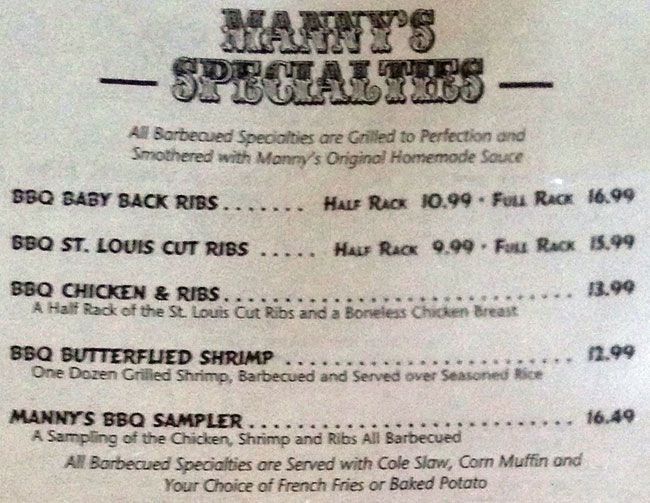 MANNY'S
SPECIALTIES
All Barbecued Specialties are Grilled to Perfection and
Smothered with Manny's Original Homemade Sauce
BBQ BABY BACK RIBS ....... HALF RACK 10.99 · FULL RACK 16.99
BBQ ST. LOUIS CUT RIBS ..... HALF RACK 9.99 · FULL RACK 15.99
BBQ CHICKEN & RIBS ................................ 13.99
A Half Rack of the St. Louis Cut Ribs and a Boneless Chicken Breast
BBQ BUTTERFLIED SHRIMP .......................... 12.99
One Dozen Grilled Shrimp, Barbecued and Served over Seasoned Rice
MANNY'S BBQ SAMPLER .............................. 16.49
A Sampling of the Chicken, Shrimp and Ribs All Barbecued
All Barbecued Specialties are Served with Cole Slaw, Corn Muffin and
Your Choice of French Fries or Baked Potato